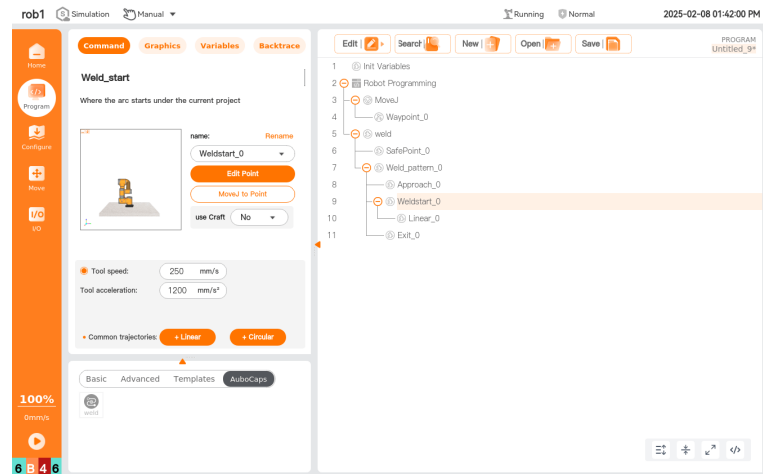 rob1 Simulation Manual Running Normal 2025-02-08 01:42:00 PM
Home
Program
Configure
Move
I/O
I/O
100%
0mm/s
6 B 4 6
Command Graphics Variables Backtrace
Weld_start
Where the arc starts under the current project
name: Rename
Weldstart_0
Edit Point
MoveJ to Point
use Craft No
Tool speed: 250 mm/s
Tool acceleration: 1200 mm/s²
Common trajectories: + Linear + Circular
Basic Advanced Templates AuboCaps
weld
Edit Search New Open Save PROGRAM
Untitled_9*
1 Init Variables
2 Robot Programming
3 MoveJ
4 Waypoint_0
5 weld
6 SafePoint_0
7 Weld_pattern_0
8 Approach_0
9 Weldstart_0
10 Linear_0
11 Exit_0